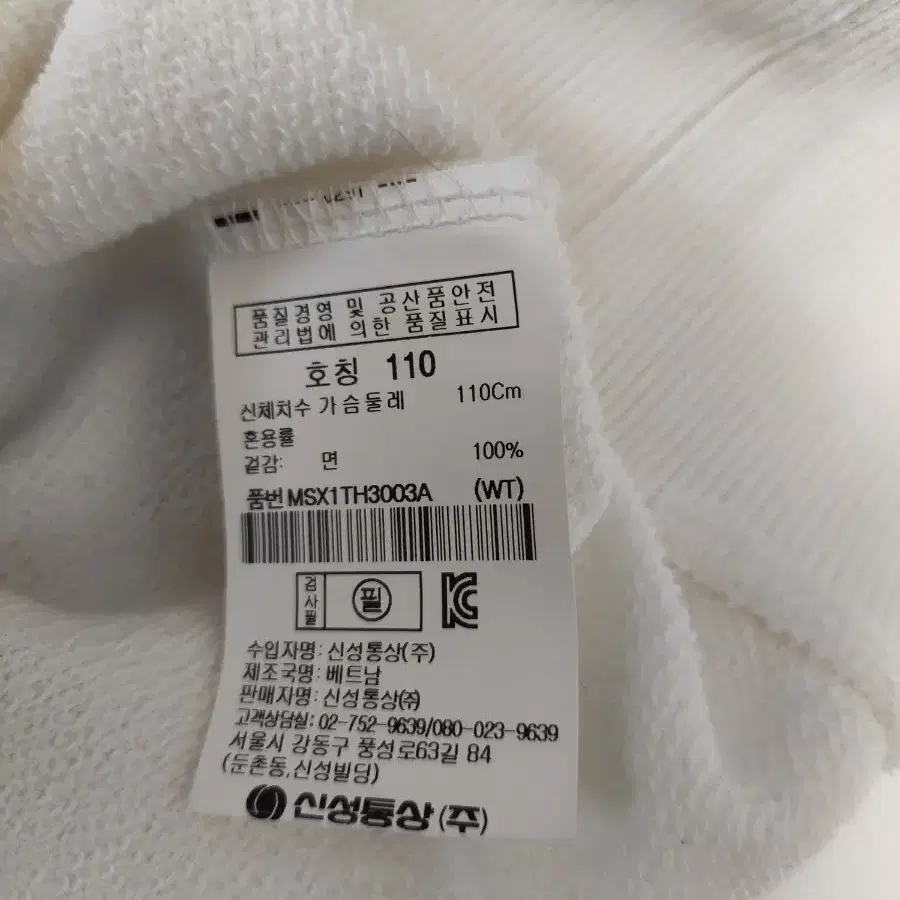 품질경영 및 공산품안전
관리법에 의한 품질표시
호칭 110
신체치수 가슴둘레 110Cm
혼용률
겉감: 면 100%
품번 MSX1TH3003A (WT)
검사필 필
수입자명: 신성통상(주)
제조국명: 베트남
판매자명: 신성통상㈜
고객상담실: 02-752-9639/080-023-9639
서울시 강동구 풍성로63길 84
(둔촌동,신성빌딩)
신성통상(주)